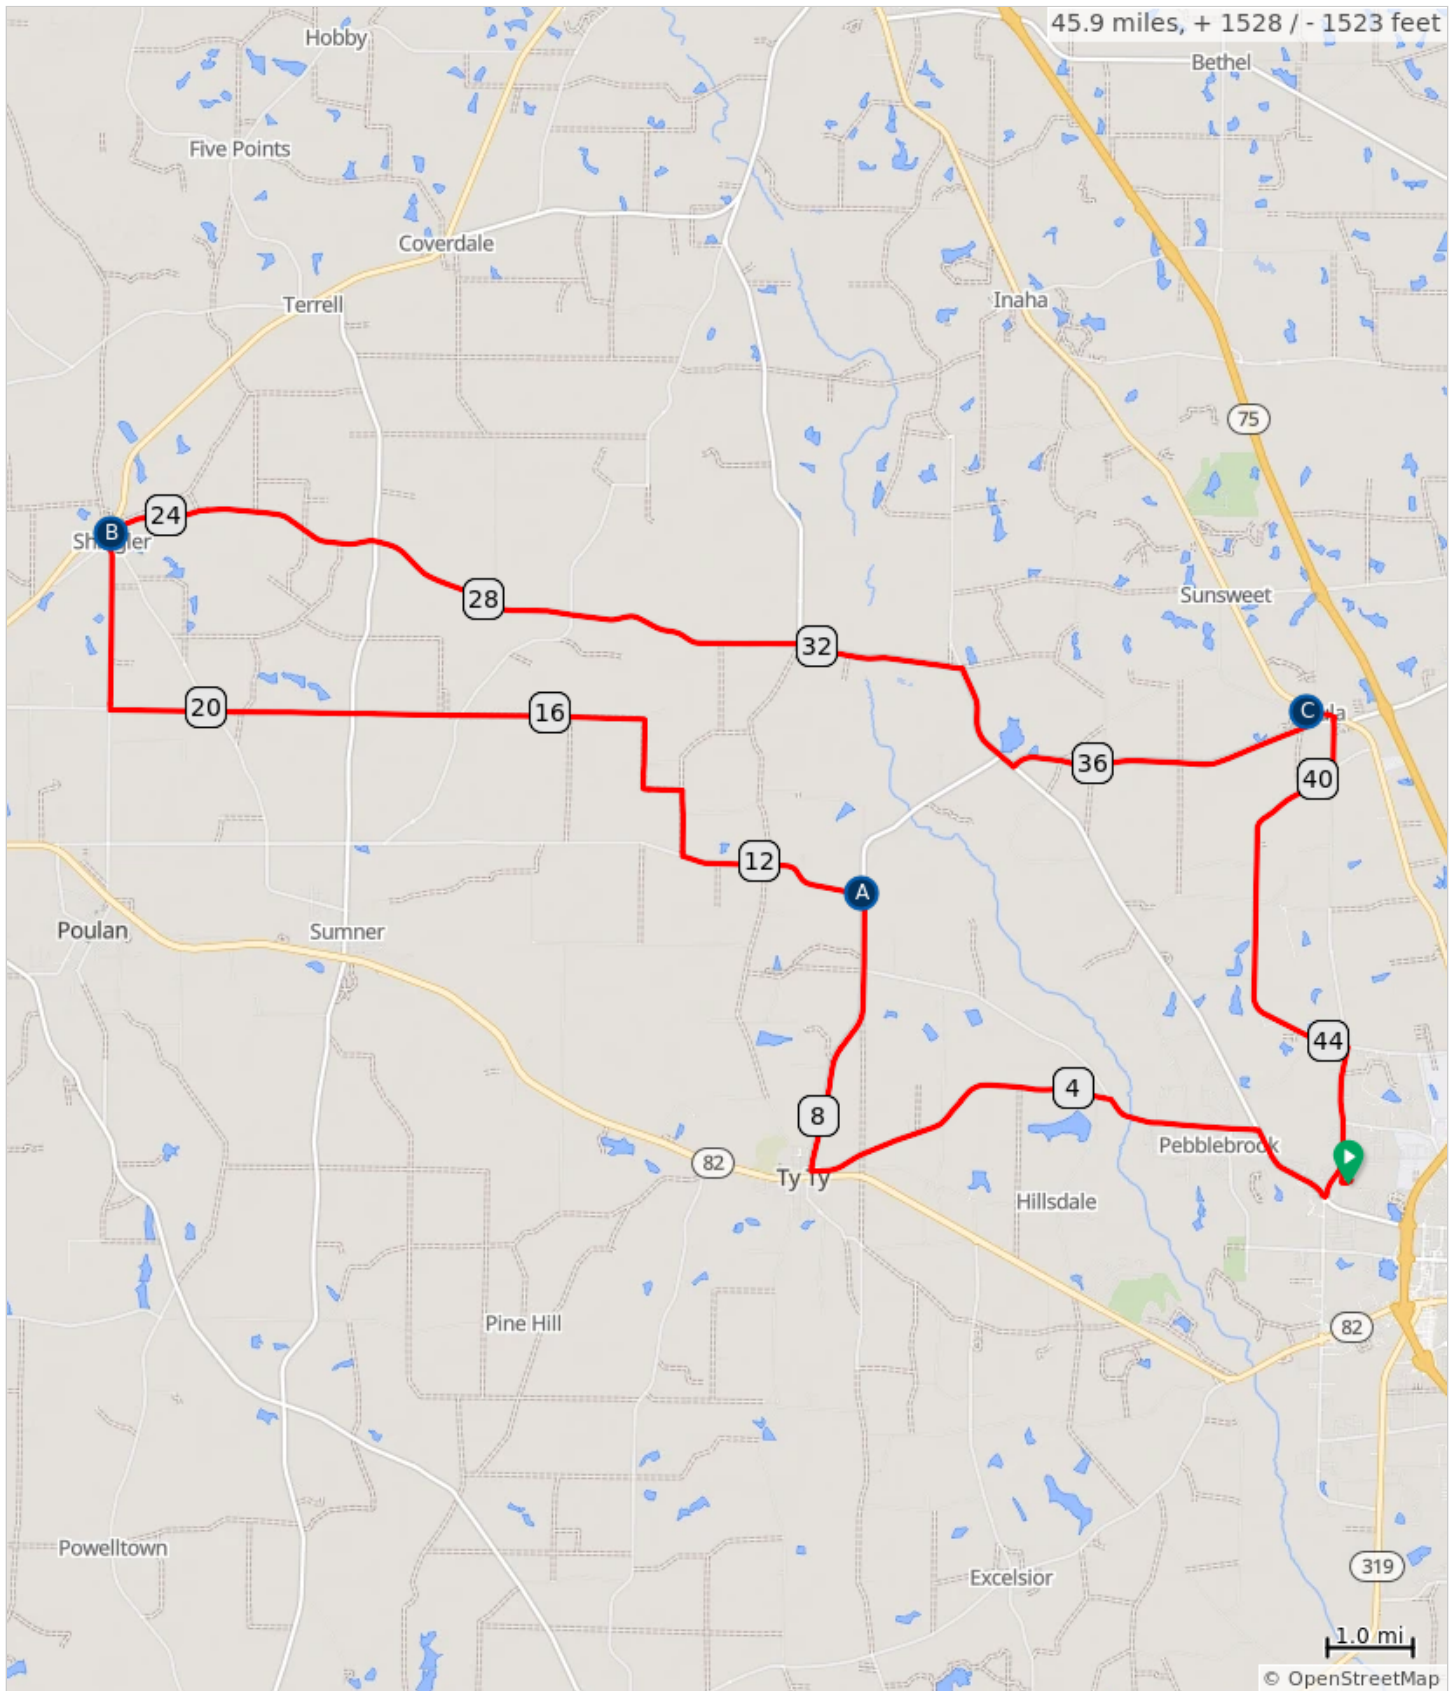 45.9 miles, + 1528 / - 1523 feet
Hobby
Bethel
Five Points
Coverdale
Inaha
Terrell
75
24
B
28
Sunsweet
32
20
16
C
36
40
12
A
Poulan
Sumner
44
4
8
Pebblebrook
82
Ty Ty
Hillsdale
Pine Hill
82
Powelltown
319
Excelsior
1.0 mi
© OpenStreetMap